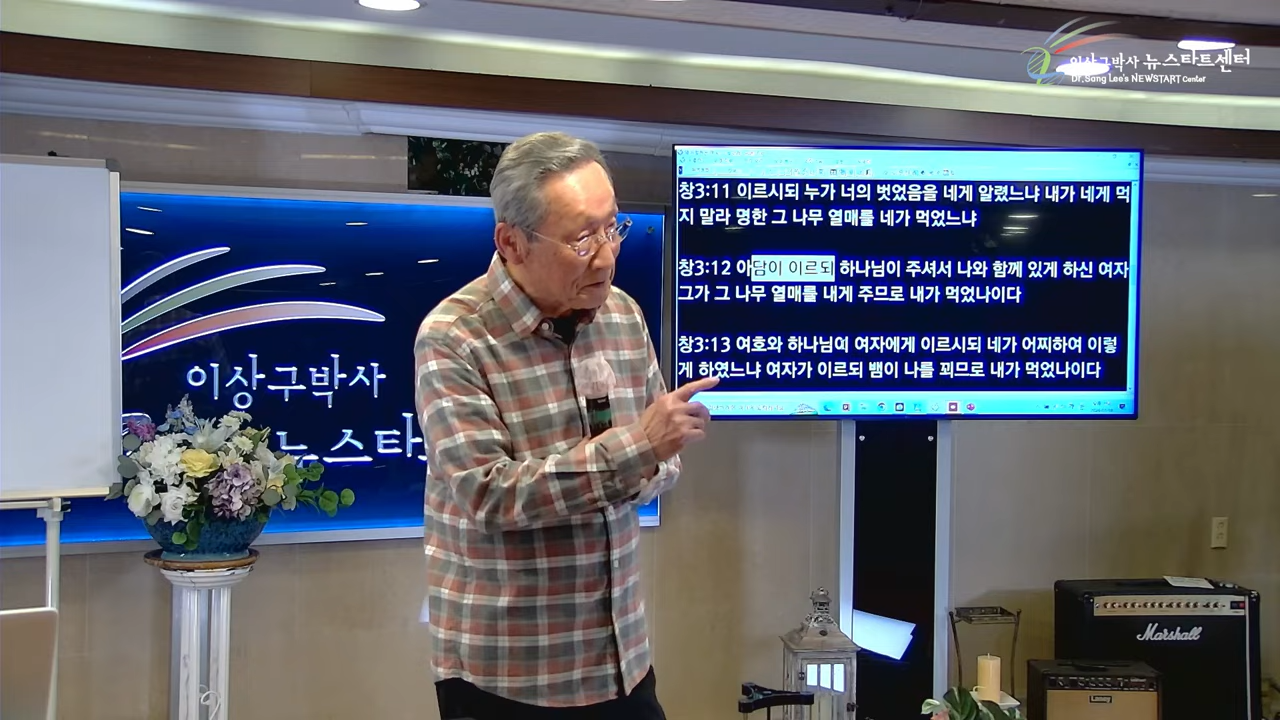 이상구박사 뉴스타트센터
Dr. Sang Lee's NEWSTART Center
창3:11 이르시되 누가 너의 벗었음을 네게 알렸느냐 내가 네게 먹
지 말라 명한 그 나무 열매를 네가 먹었느냐
창3:12 아담이 이르되 하나님이 주셔서 나와 함께 있게 하신 여자
그가 그 나무 열매를 내게 주므로 내가 먹었나이다
창3:13 여호와 하나님이 여자에게 이르시되 네가 어찌하여 이렇
게 하였느냐 여자가 이르되 뱀이 나를 꾀므로 내가 먹었나이다
이상구박사
뉴스타
Marshall
Laney